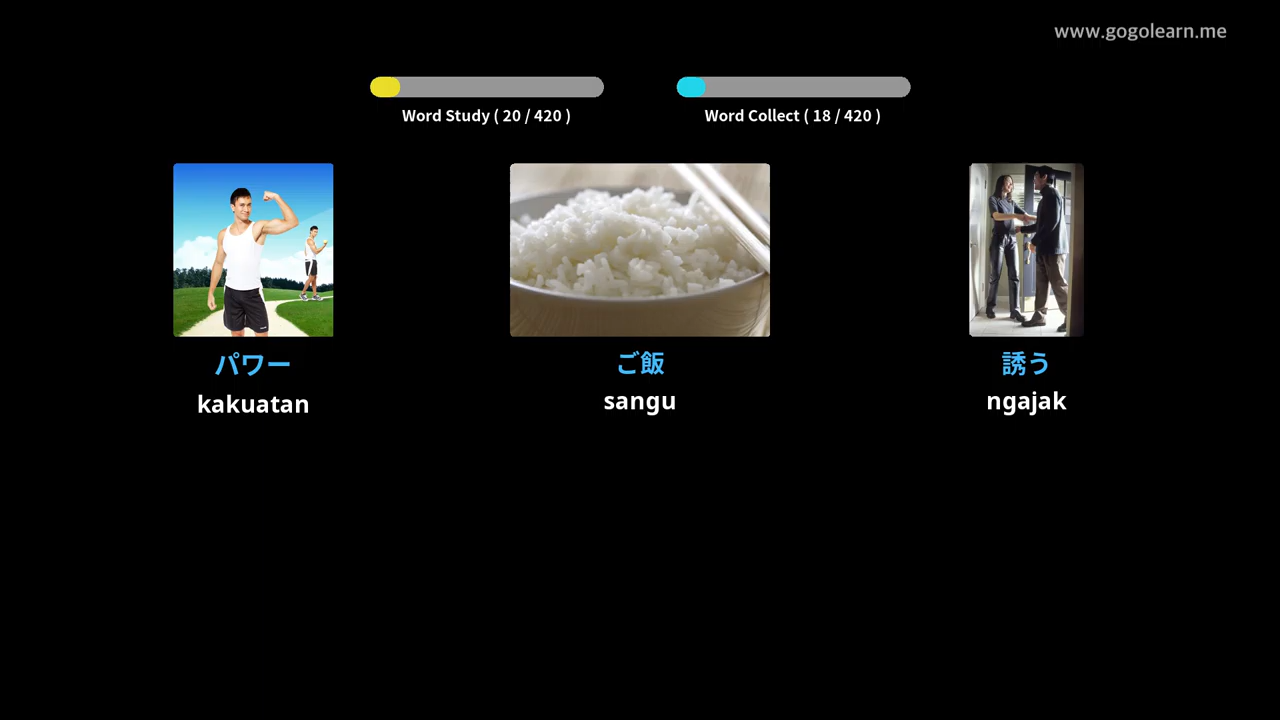 www.gogolearn.me
Word Study ( 20 / 420 )
Word Collect ( 18 / 420 )
パワー
ご飯
誘う
kakuatan
sangu
ngajak